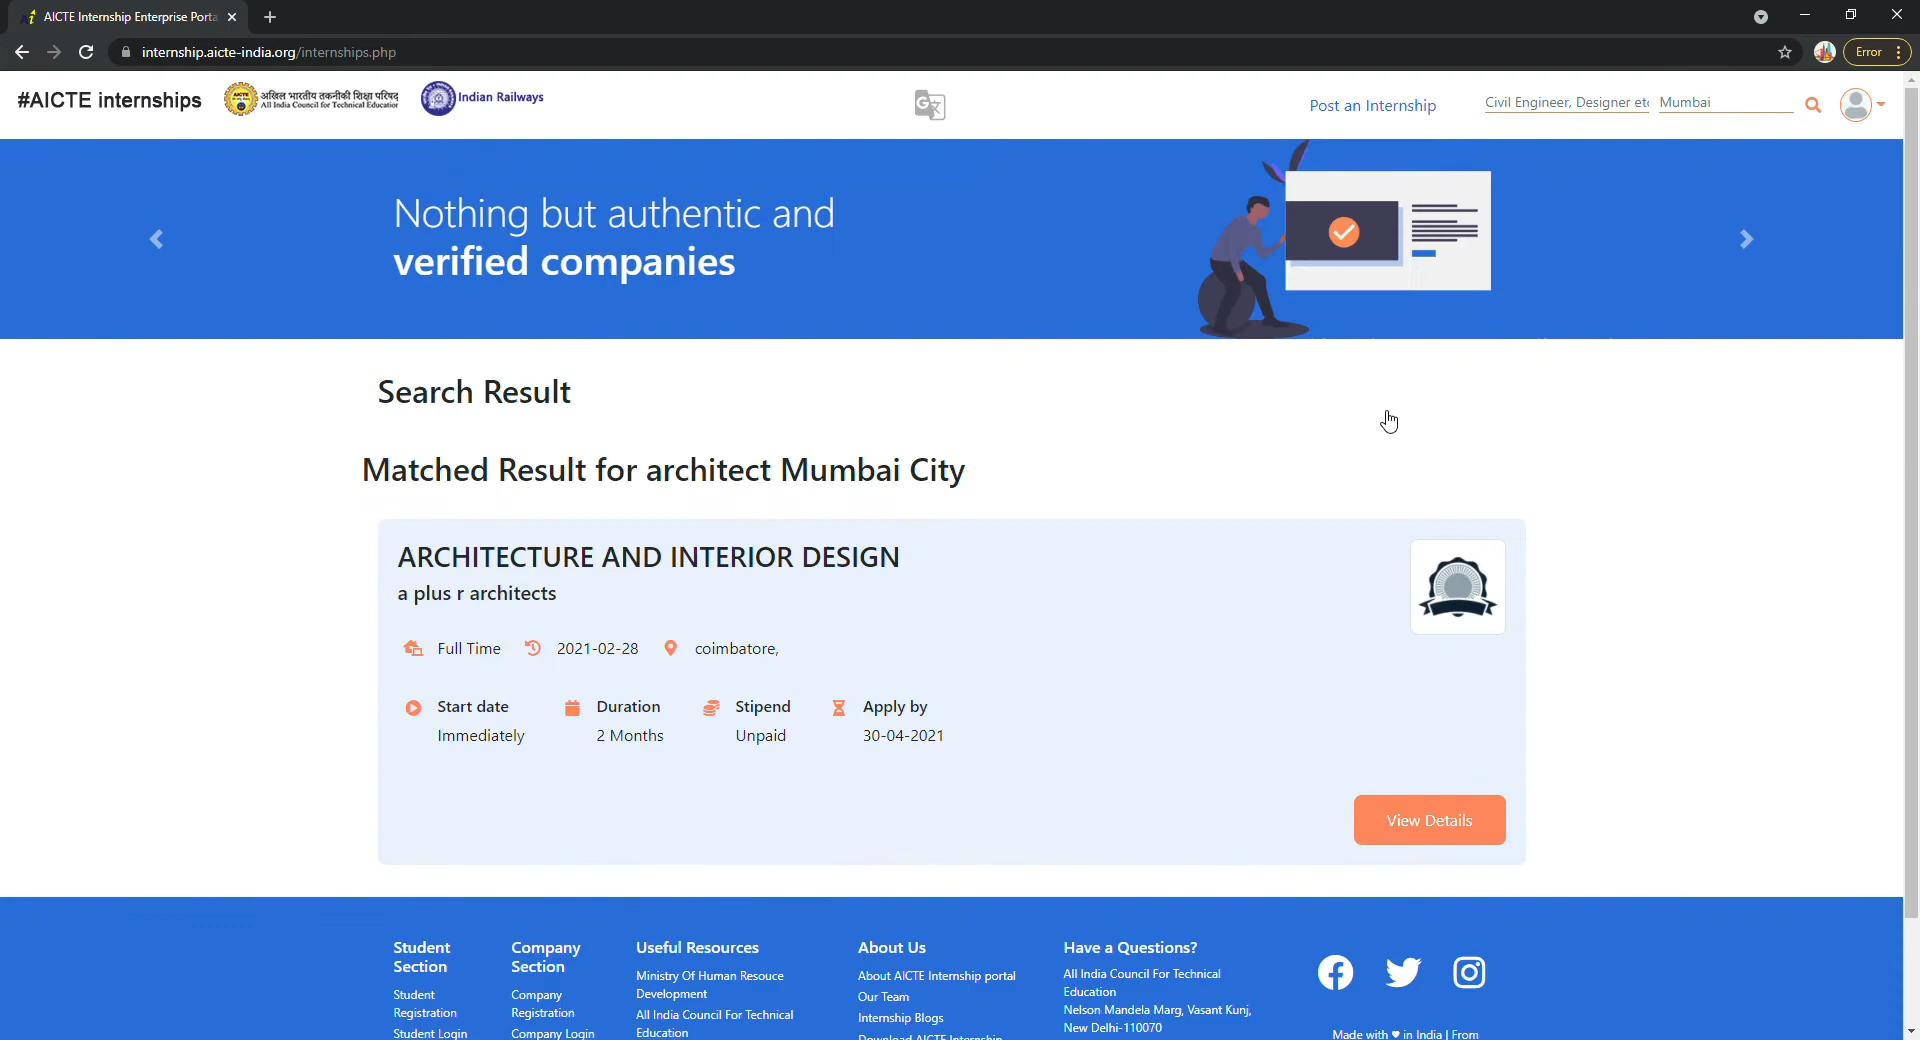 AICTE Internship Enterprise Porta
internship.aicte-india.org/internships.php
Error
#AICTE internships
AICTE
अखिल भारतीय तकनीकी शिक्षा परिषद
All India Council for Technical Education
Indian Railways
Post an Internship
Civil Engineer, Designer etc
Mumbai
Nothing but authentic and
verified companies
Search Result
Matched Result for architect Mumbai City
ARCHITECTURE AND INTERIOR DESIGN
a plus r architects
Full Time
2021-02-28
coimbatore,
Start date
Duration
Stipend
Apply by
Immediately
2 Months
Unpaid
30-04-2021
View Details
Student
Section
Student
Registration
Student Login
Company
Section
Company
Registration
Company Login
Useful Resources
Ministry Of Human Resouce
Development
All India Council For Technical
Education
About Us
About AICTE Internship portal
Our Team
Internship Blogs
Download AICTE Internship
Have a Questions?
All India Council For Technical
Education
Nelson Mandela Marg, Vasant Kunj,
New Delhi-110070
Made with ♥ in India | From